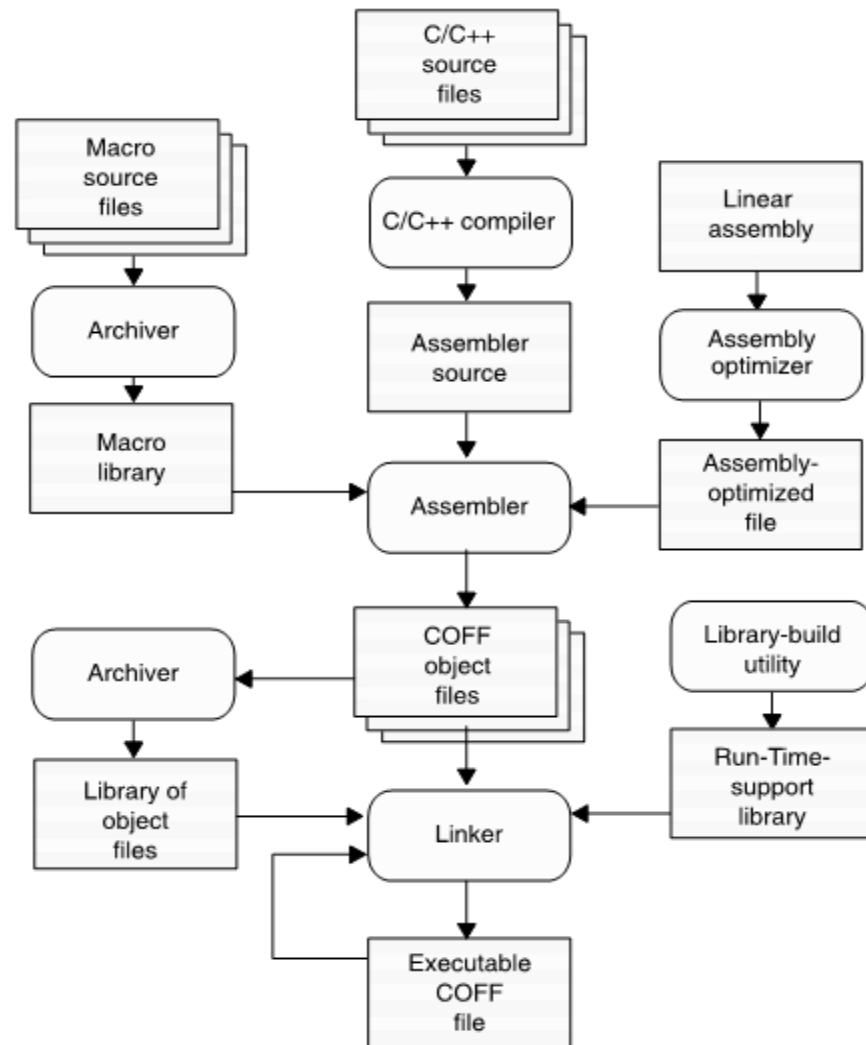 C/C++
source
files
Macro
source
files
C/C++ compiler
Linear
assembly
Archiver
Assembler
source
Assembly
optimizer
Macro
library
Assembler
Assembly-
optimized
file
Archiver
COFF
object
files
Library-build
utility
Library of
object
files
Linker
Run-Time-
support
library
Executable
COFF
file